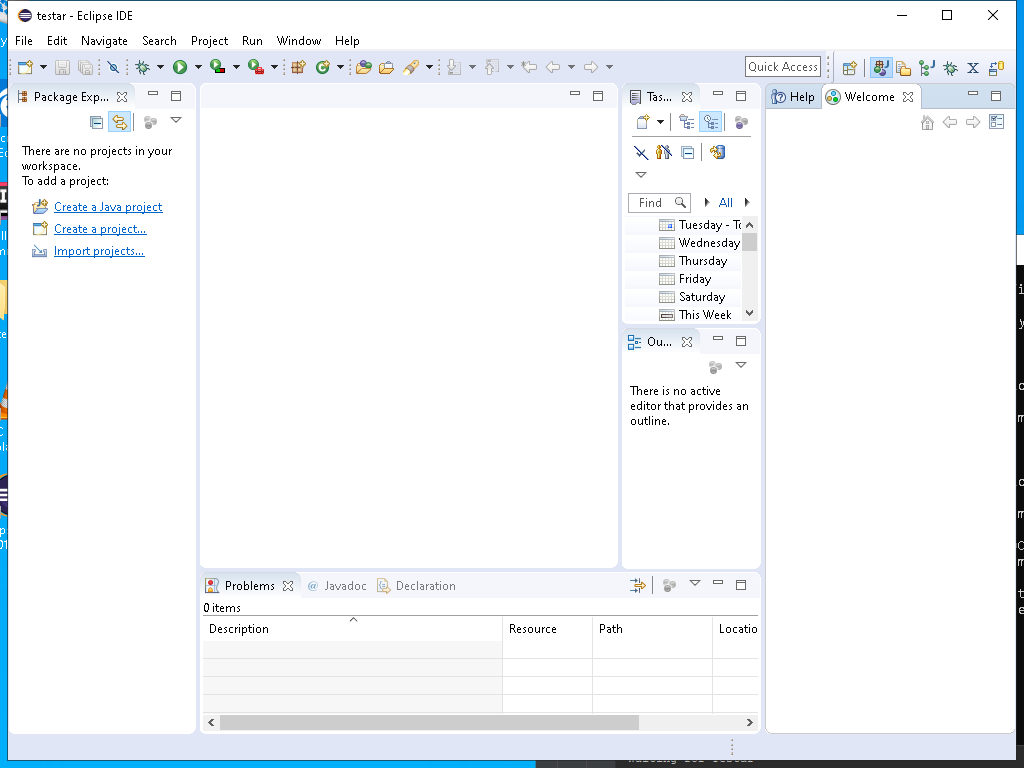 testar - Eclipse IDE
File Edit Navigate Search Project Run Window Help
Quick Access
Package Exp...
There are no projects in your
workspace.
To add a project:
Create a Java project
Create a project...
Import projects...
Tas...
Find
All
Tuesday - To
Wednesday
Thursday
Friday
Saturday
This Week
Ou...
There is no active
editor that provides an
outline.
Help
Welcome
Problems
@ Javadoc
Declaration
0 items
Description Resource Path Locatio